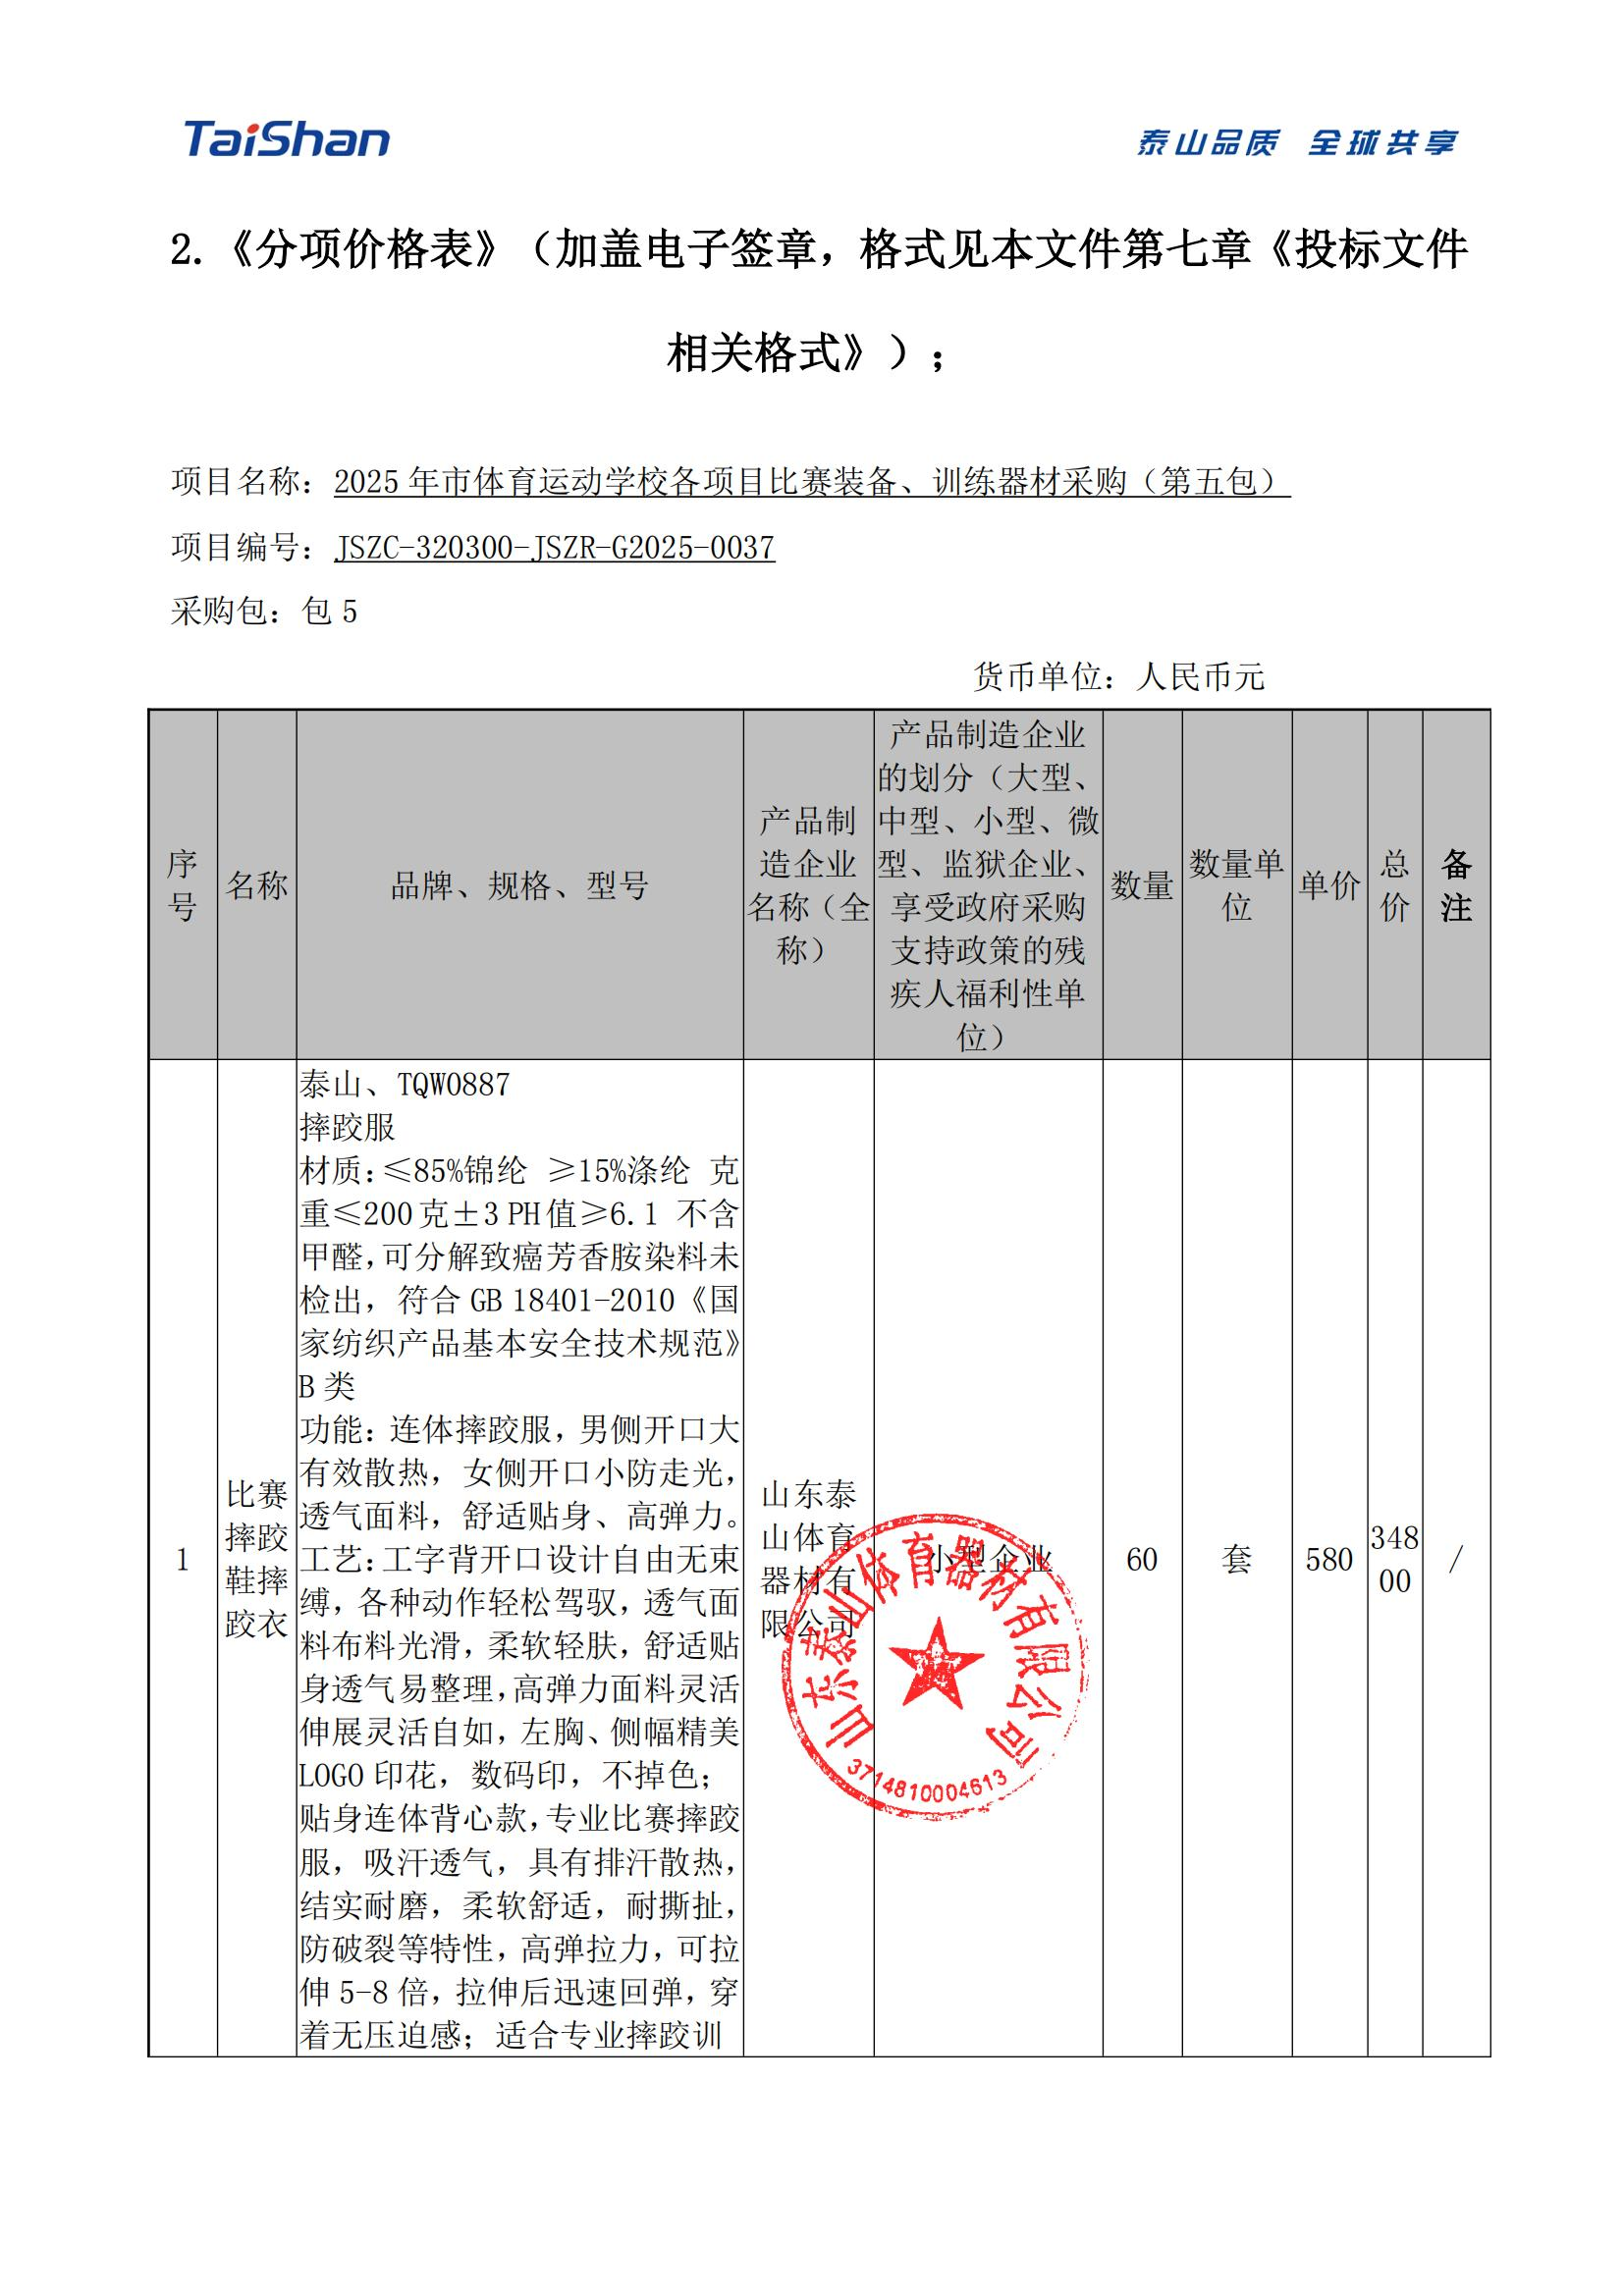 TaiShan
泰山品质 全球共享
2.《分项价格表》（加盖电子签章，格式见本文件第七章《投标文件
相关格式》）；
项目名称：2025 年市体育运动学校各项目比赛装备、训练器材采购（第五包）
项目编号：JSZC-320300-JSZR-G2025-0037
采购包：包 5
货币单位：人民币元
序
号
名称
品牌、规格、型号
产品制
造企业
名称（全
称）
产品制造企业
的划分（大型、
中型、小型、微
型、监狱企业、
享受政府采购
支持政策的残
疾人福利性单
位）
数量
数量单
位
单价
总
价
备
注
1
比赛
摔跤
鞋摔
跤衣
泰山、TQW0887
摔跤服
材质：≤85%锦纶 ≥15%涤纶 克
重≤200 克±3 PH 值≥6.1 不含
甲醛，可分解致癌芳香胺染料未
检出，符合 GB 18401-2010《国
家纺织产品基本安全技术规范》
B 类
功能：连体摔跤服，男侧开口大
有效散热，女侧开口小防走光，
透气面料，舒适贴身、高弹力。
工艺：工字背开口设计自由无束
缚，各种动作轻松驾驭，透气面
料布料光滑，柔软轻肤，舒适贴
身透气易整理，高弹力面料灵活
伸展灵活自如，左胸、侧幅精美
LOGO 印花，数码印，不掉色；
贴身连体背心款，专业比赛摔跤
服，吸汗透气，具有排汗散热，
结实耐磨，柔软舒适，耐撕扯，
防破裂等特性，高弹拉力，可拉
伸 5-8 倍，拉伸后迅速回弹，穿
着无压迫感；适合专业摔跤训
山东泰
山体育
器材有
限公司
小型企业
60
套
580
348
00
/
山东泰山体育器材有限公司
3714810004613